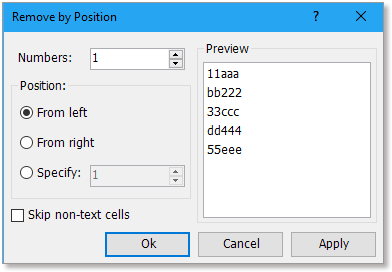 Remove by Position
?
Numbers: 1
Position:
From left
From right
Specify: 1
Skip non-text cells
Preview
11aaa
bb222
33ccc
dd444
55eee
Ok Cancel Apply